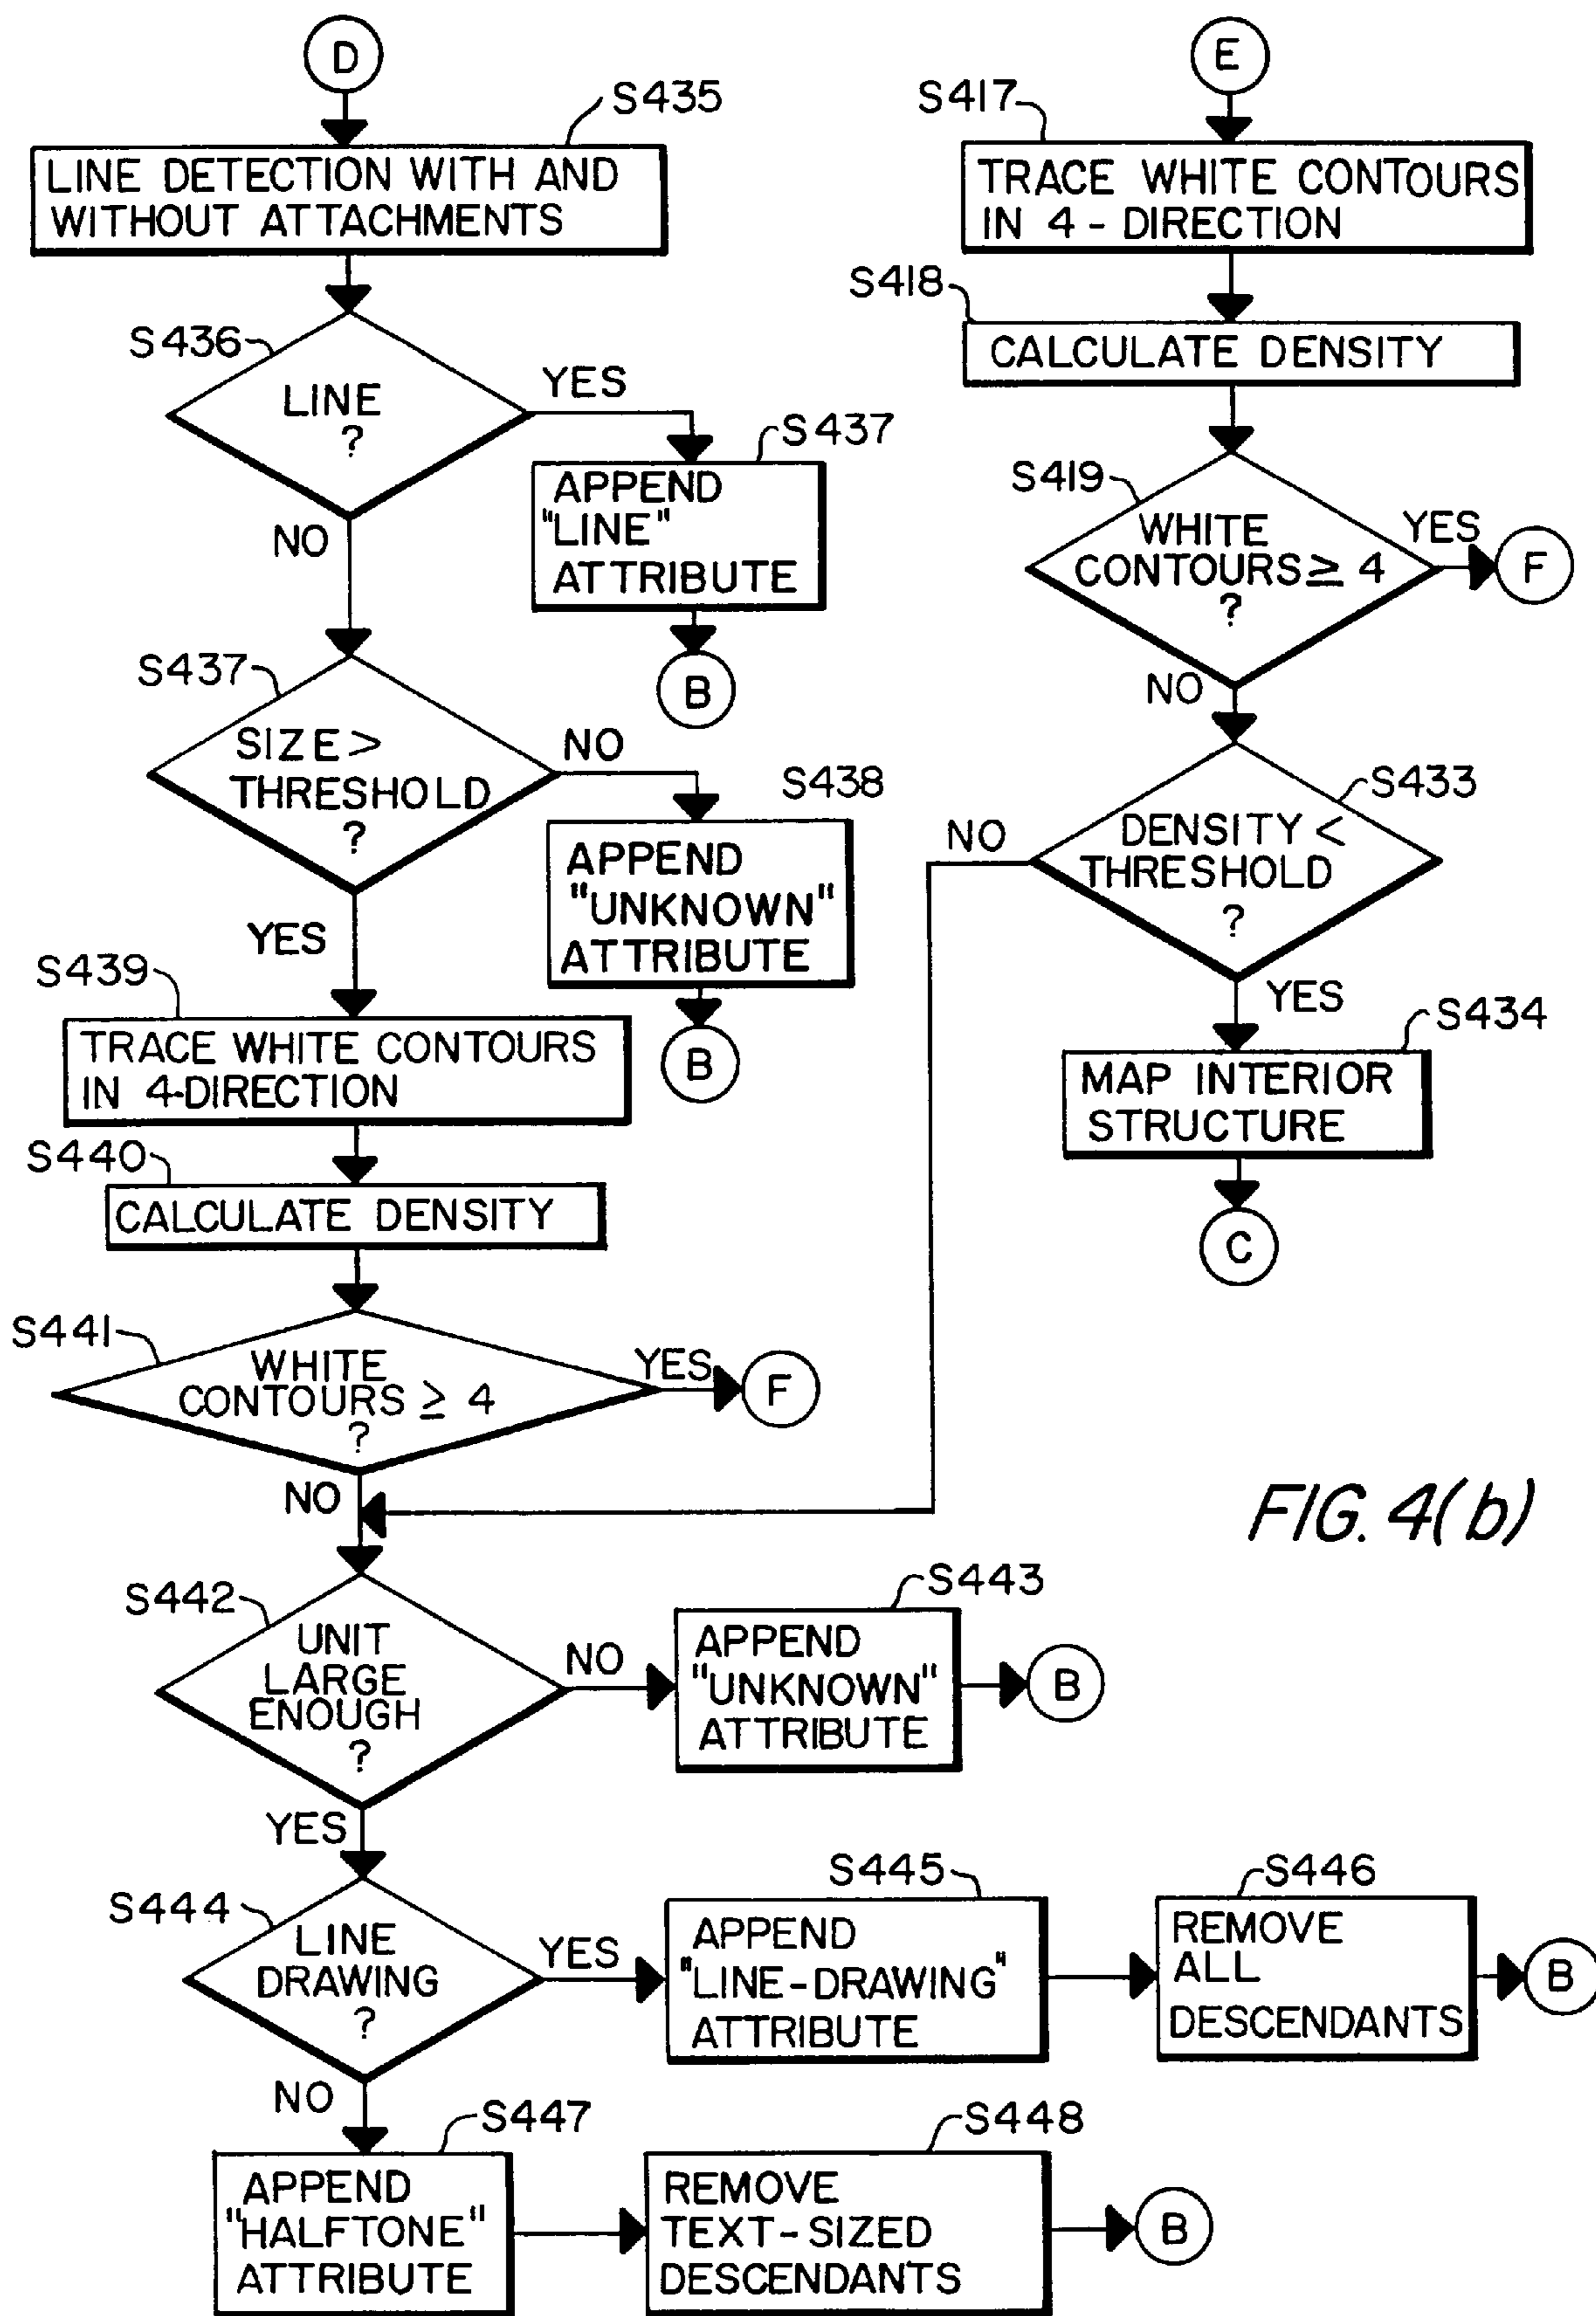 D
S435
LINE DETECTION WITH AND
WITHOUT ATTACHMENTS
S436
LINE
?
YES
NO
S437
APPEND
"LINE"
ATTRIBUTE
B
S437
SIZE >
THRESHOLD
?
NO
YES
S438
APPEND
"UNKNOWN"
ATTRIBUTE
B
S439
TRACE WHITE CONTOURS
IN 4-DIRECTION
S440
CALCULATE DENSITY
S441
WHITE
CONTOURS ≥ 4
?
YES
F
NO
S442
UNIT
LARGE
ENOUGH
?
NO
S443
APPEND
"UNKNOWN"
ATTRIBUTE
B
YES
S444
LINE
DRAWING
?
YES
S445
APPEND
"LINE-DRAWING"
ATTRIBUTE
S446
REMOVE
ALL
DESCENDANTS
B
NO
S447
APPEND
"HALFTONE"
ATTRIBUTE
S448
REMOVE
TEXT-SIZED
DESCENDANTS
B
E
S417
TRACE WHITE CONTOURS
IN 4 - DIRECTION
S418
CALCULATE DENSITY
S419
WHITE
CONTOURS ≥ 4
?
YES
F
NO
S433
DENSITY <
THRESHOLD
?
NO
YES
S434
MAP INTERIOR
STRUCTURE
C
FIG. 4(b)